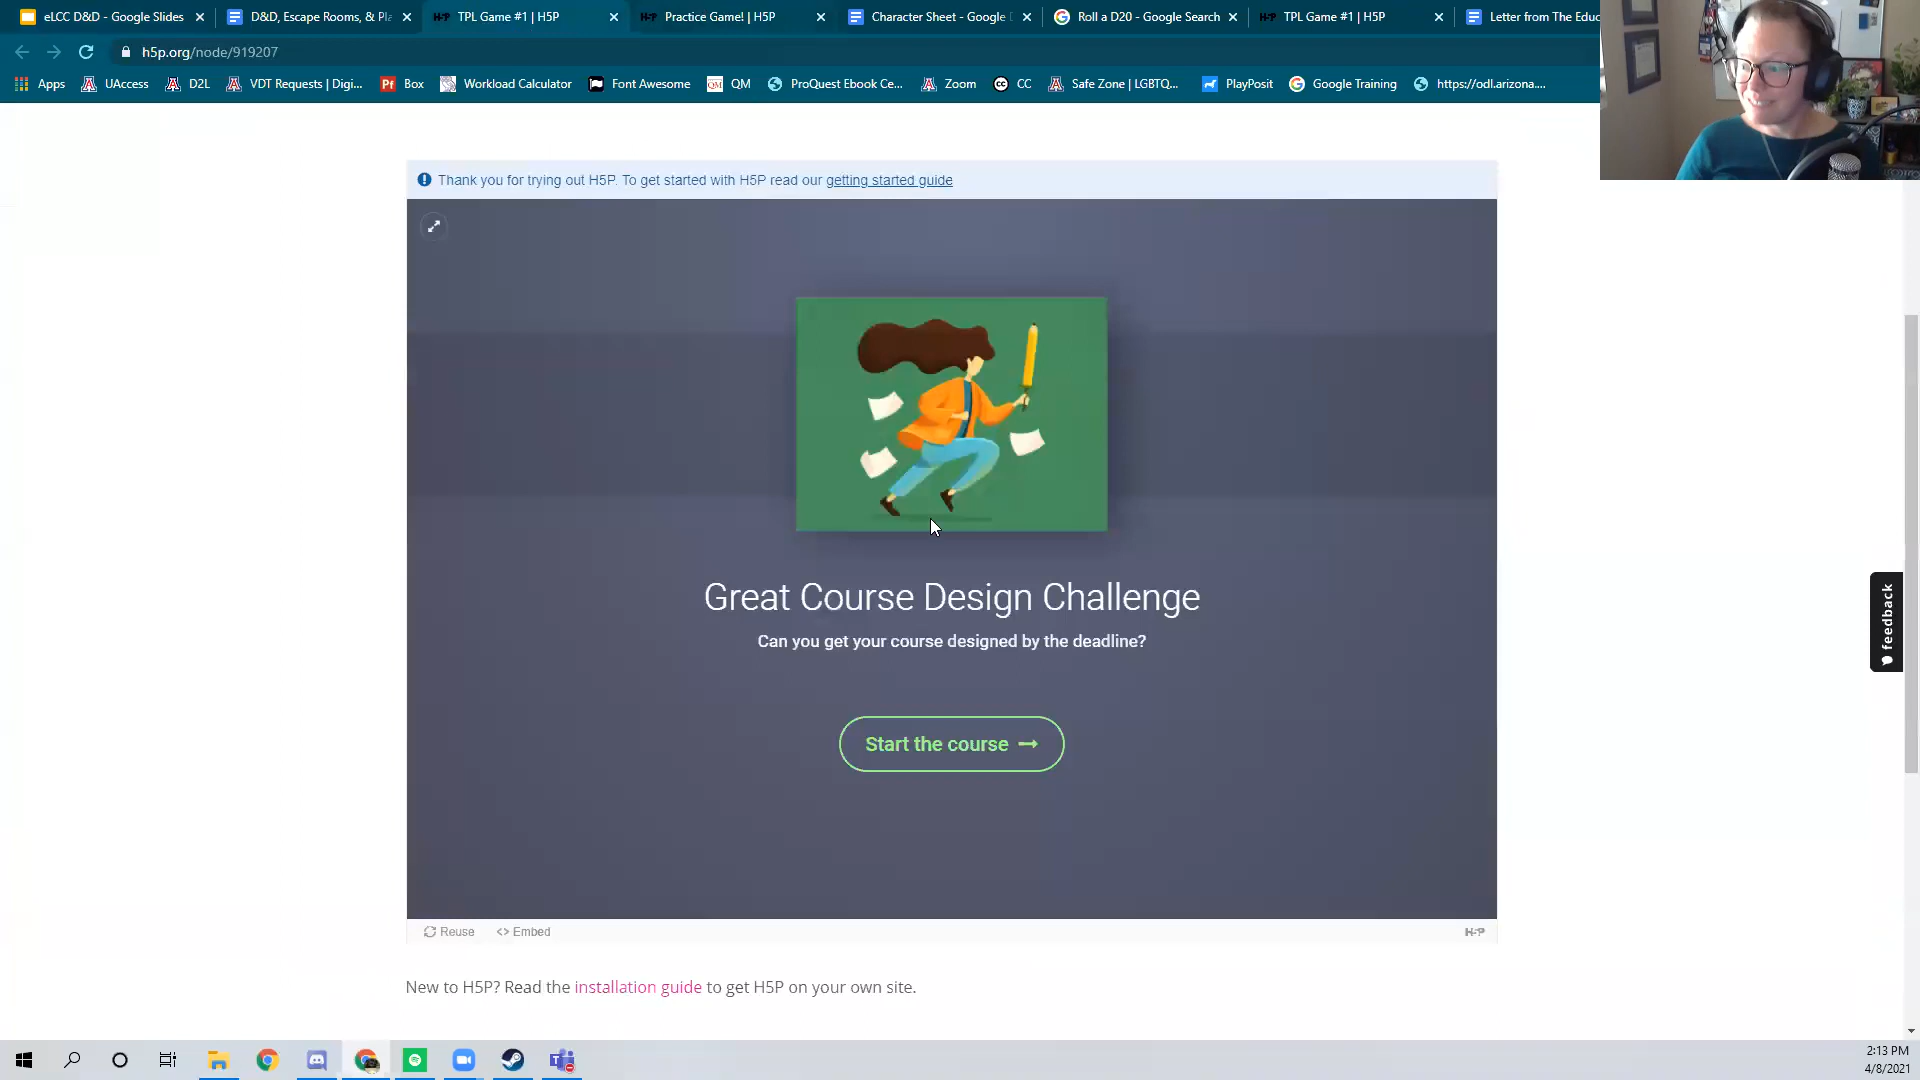 eLCC D&D - Google Slides
D&D, Escape Rooms, & Pla
TPL Game #1 | H5P
Practice Game! | H5P
Character Sheet - Google
Roll a D20 - Google Search
TPL Game #1 | H5P
Letter from The Educ
h5p.org/node/919207
Apps
UAccess
D2L
VDT Requests | Digi...
Pf Box
Workload Calculator
Font Awesome
QM QM
ProQuest Ebook Ce...
Zoom
CC CC
Safe Zone | LGBTQ...
PlayPosit
Google Training
https://odl.arizona....
Thank you for trying out H5P. To get started with H5P read our getting started guide
Great Course Design Challenge
Can you get your course designed by the deadline?
Start the course
feedback
Reuse
<> Embed
H5P
New to H5P? Read the installation guide to get H5P on your own site.
2:13 PM
4/8/2021